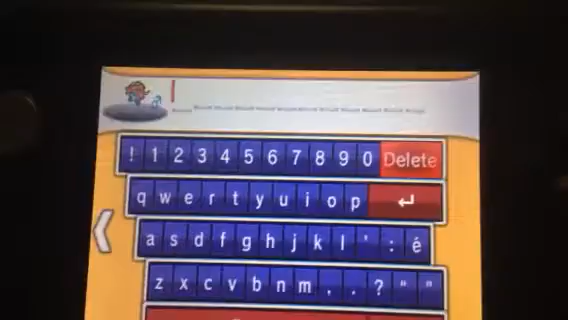 ! 1 2 3 4 5 6 7 8 9 0 Delete
q w e r t y u i o p
a s d f g h j k l ' : é
z x c v b n m , . ? " "